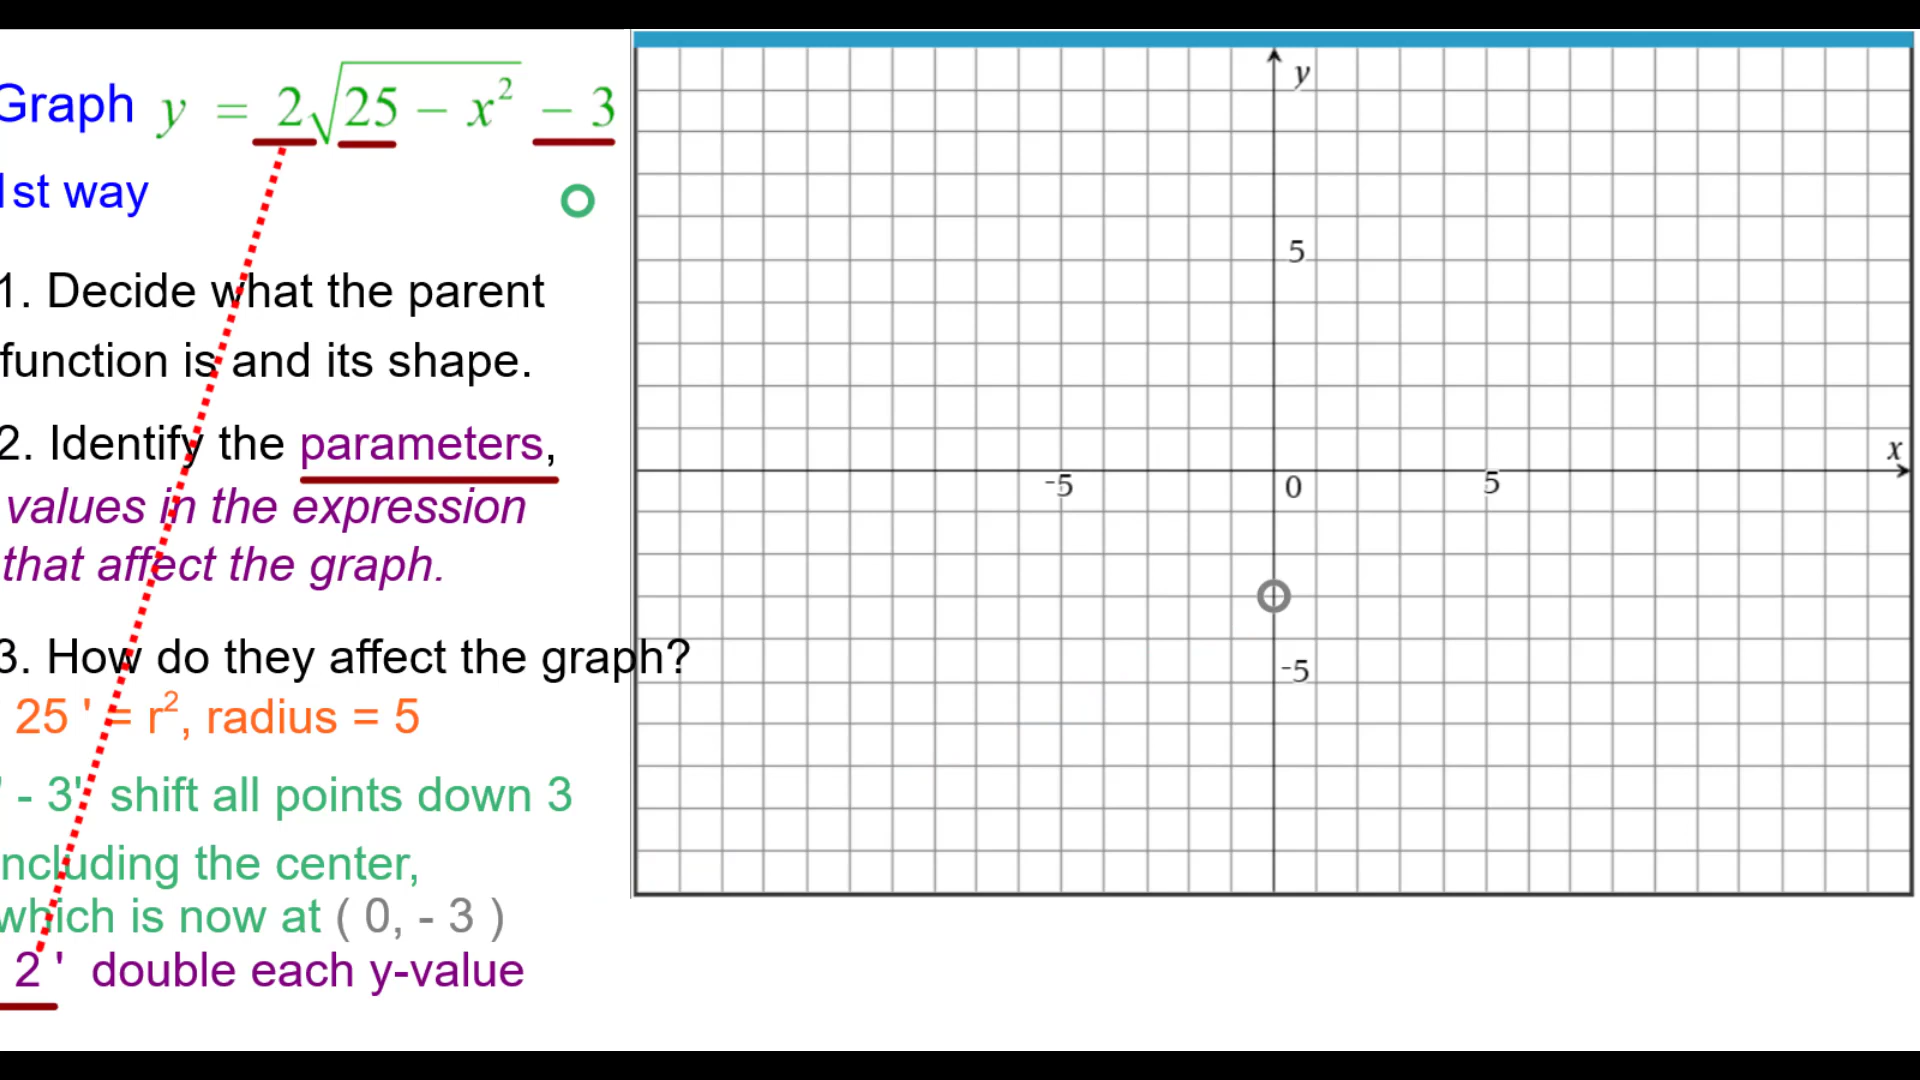 Graph y = 2√25 − x² − 3
1st way
1. Decide what the parent
function is and its shape.
2. Identify the parameters,
values in the expression
that affect the graph.
3. How do they affect the graph?
25 ' = r², radius = 5
' - 3' shift all points down 3
ncluding the center,
which is now at ( 0, - 3 )
2 ' double each y-value
y
5
x
-5 0 5
-5